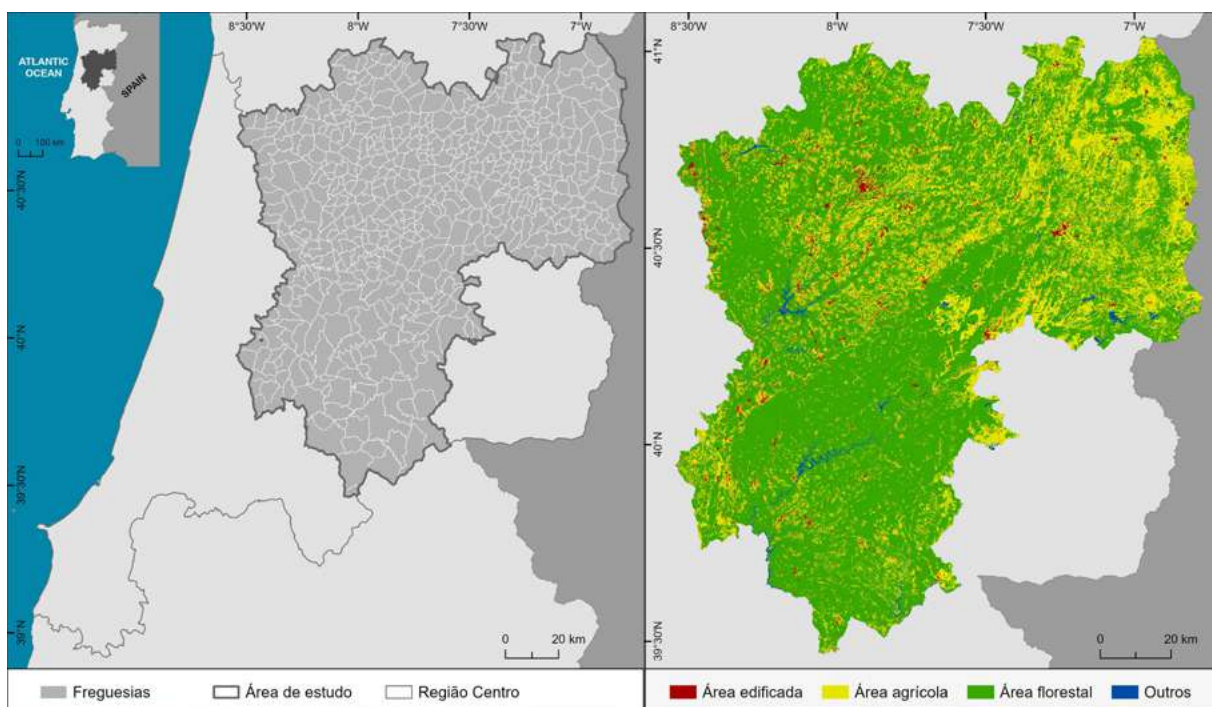 8°30'W
8°W
7°30'W
7°W
ATLANTIC
OCEAN
SPAIN
0 100 km
40°30'N
40°N
39°30'N
39°N
0 20 km
Freguesias
Área de estudo
Região Centro
8°30'W
8°W
7°30'W
7°W
41°N
40°30'N
40°N
39°30'N
0 20 km
Área edificada
Área agrícola
Área florestal
Outros